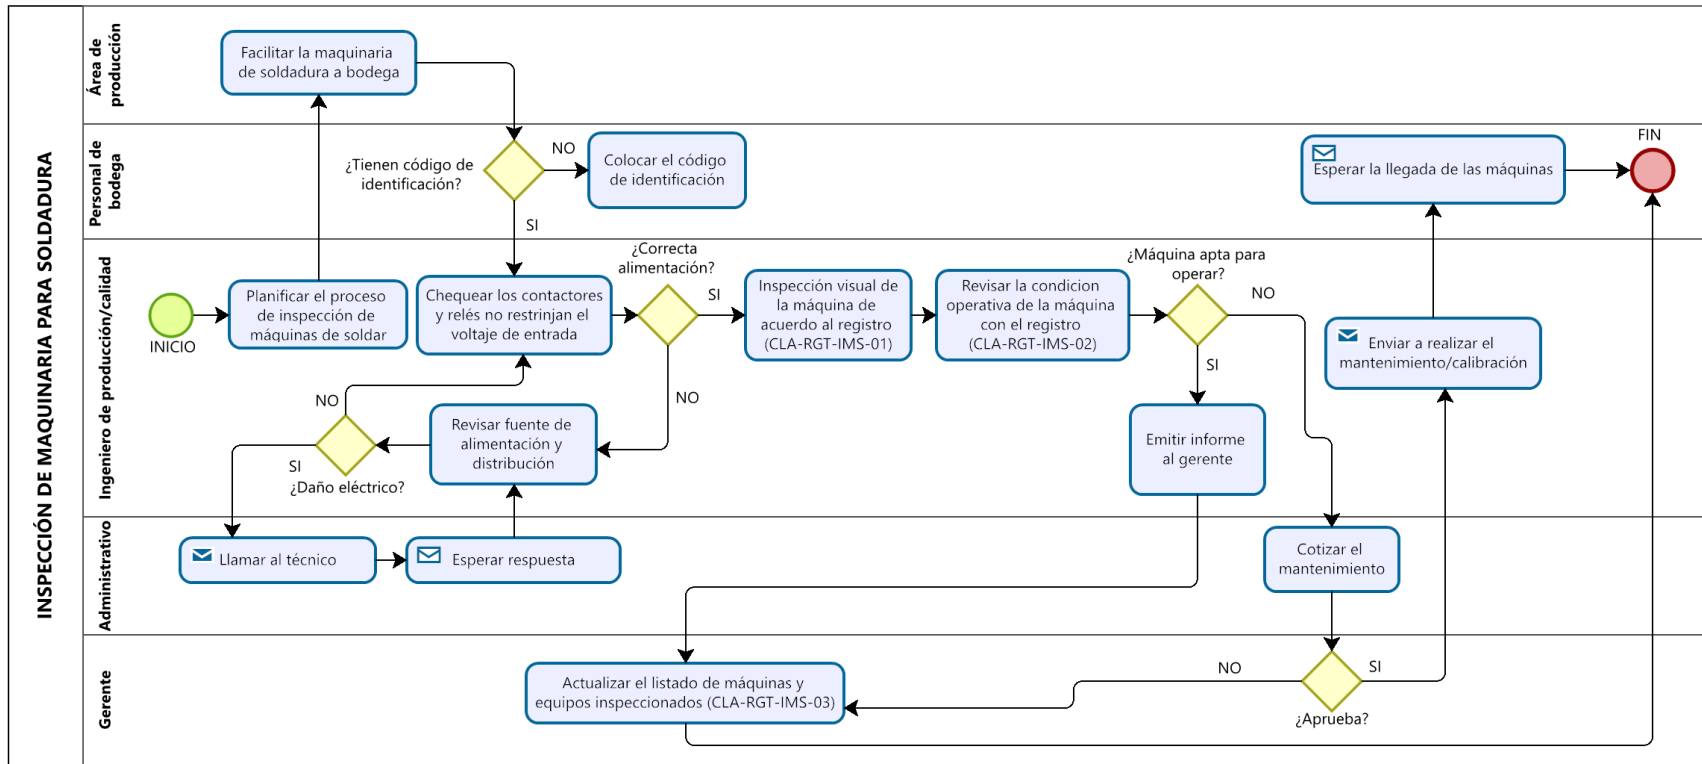 INSPECCIÓN DE MAQUINARIA PARA SOLDADURA
Área de
producción
Facilitar la maquinaria
de soldadura a bodega
Personal de
bodega
¿Tienen código de
identificación?
NO
SI
Colocar el código
de identificación
Esperar la llegada de las máquinas
FIN
Ingeniero de producción/calidad
INICIO
Planificar el proceso
de inspección de
máquinas de soldar
Chequear los contactores
y relés no restrinjan el
voltaje de entrada
¿Correcta
alimentación?
SI
NO
Inspección visual de
la máquina de
acuerdo al registro
(CLA-RGT-IMS-01)
Revisar la condicion
operativa de la máquina
con el registro
(CLA-RGT-IMS-02)
¿Máquina apta para
operar?
NO
SI
Enviar a realizar el
mantenimiento/calibración
NO
SI
¿Daño eléctrico?
Revisar fuente de
alimentación y
distribución
Emitir informe
al gerente
Administrativo
Llamar al técnico
Esperar respuesta
Cotizar el
mantenimiento
Gerente
Actualizar el listado de máquinas y
equipos inspeccionados (CLA-RGT-IMS-03)
NO
SI
¿Aprueba?